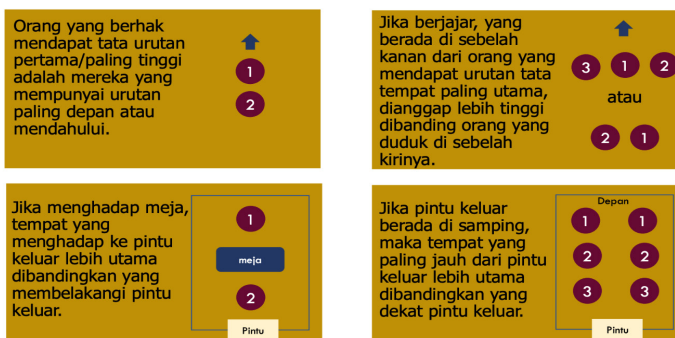 Orang yang berhak
mendapat tata urutan
pertama/paling tinggi
adalah mereka yang
mempunyai urutan
paling depan atau
mendahului.
1
2
Jika berjajar, yang
berada di sebelah
kanan dari orang yang
mendapat urutan tata
tempat paling utama,
dianggap lebih tinggi
dibanding orang yang
duduk di sebelah
kirinya.
3 1 2
atau
2 1
Jika menghadap meja,
tempat yang
menghadap ke pintu
keluar lebih utama
dibandingkan yang
membelakangi pintu
keluar.
1
meja
2
Pintu
Jika pintu keluar
berada di samping,
maka tempat yang
paling jauh dari pintu
keluar lebih utama
dibandingkan yang
dekat pintu keluar.
Depan
1 1
2 2
3 3
Pintu